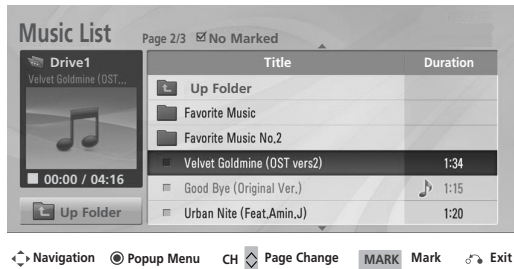 Music List
Page 2/3 No Marked
Drive1
Velvet Goldmine (OST...
00:00 / 04:16
Up Folder
Title Duration
Up Folder
Favorite Music
Favorite Music No.2
Velvet Goldmine (OST vers2) 1:34
Good Bye (Original Ver.) 1:15
Urban Nite (Feat.Amin.J) 1:20
Navigation Popup Menu CH Page Change MARK Mark Exit